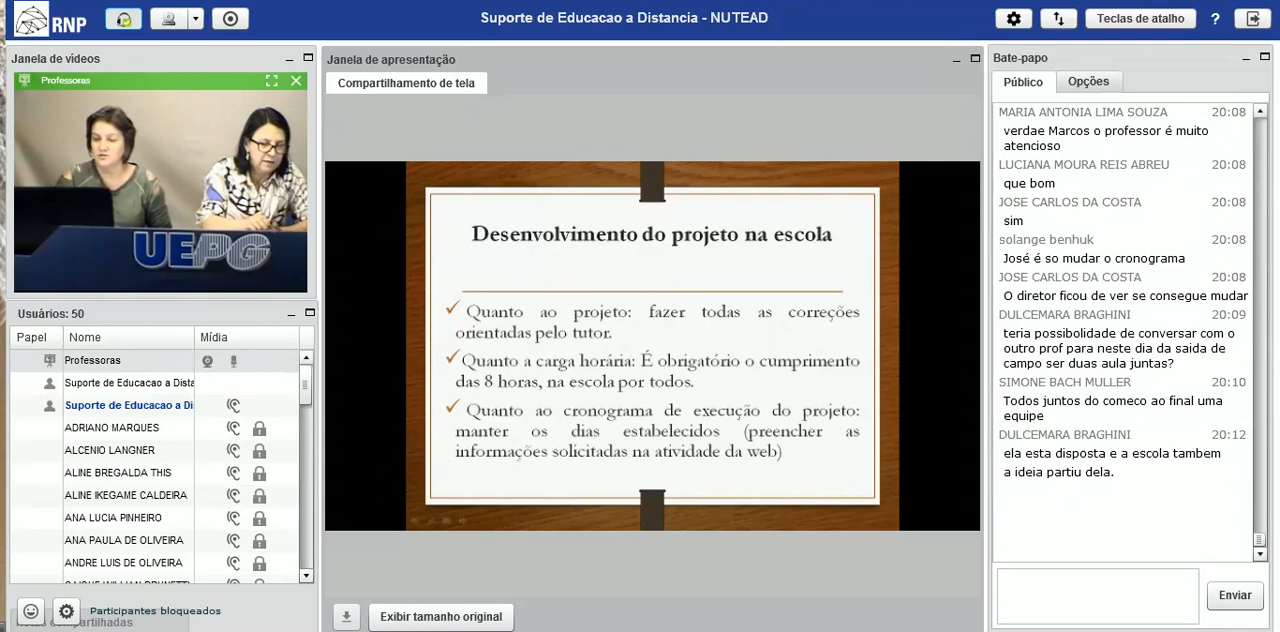 RNP
Suporte de Educacao a Distancia - NUTEAD
Teclas de atalho
?
Janela de vídeos
Professoras
UEPG
Usuários: 50
Papel Nome Mídia
Professoras
Suporte de Educacao a Dista
Suporte de Educacao a Di
ADRIANO MARQUES
ALCENIO LANGNER
ALINE BREGALDA THIS
ALINE IKEGAME CALDEIRA
ANA LUCIA PINHEIRO
ANA PAULA DE OLIVEIRA
ANDRE LUIS DE OLIVEIRA
Participantes bloqueados
Janela de apresentação
Compartilhamento de tela
Desenvolvimento do projeto na escola
✓ Quanto ao projeto: fazer todas as correções
orientadas pelo tutor.
✓ Quanto a carga horária: É obrigatório o cumprimento
das 8 horas, na escola por todos.
✓ Quanto ao cronograma de execução do projeto:
manter os dias estabelecidos (preencher as
informações solicitadas na atividade da web)
Exibir tamanho original
Bate-papo
Público Opções
MARIA ANTONIA LIMA SOUZA 20:08
verdae Marcos o professor é muito
atencioso
LUCIANA MOURA REIS ABREU 20:08
que bom
JOSE CARLOS DA COSTA 20:08
sim
solange benhuk 20:08
José é so mudar o cronograma
JOSE CARLOS DA COSTA 20:08
O diretor ficou de ver se consegue mudar
DULCEMARA BRAGHINI 20:09
teria possibolidade de conversar com o
outro prof para neste dia da saida de
campo ser duas aula juntas?
SIMONE BACH MULLER 20:10
Todos juntos do comeco ao final uma
equipe
DULCEMARA BRAGHINI 20:12
ela esta disposta e a escola tambem
a ideia partiu dela.
Enviar